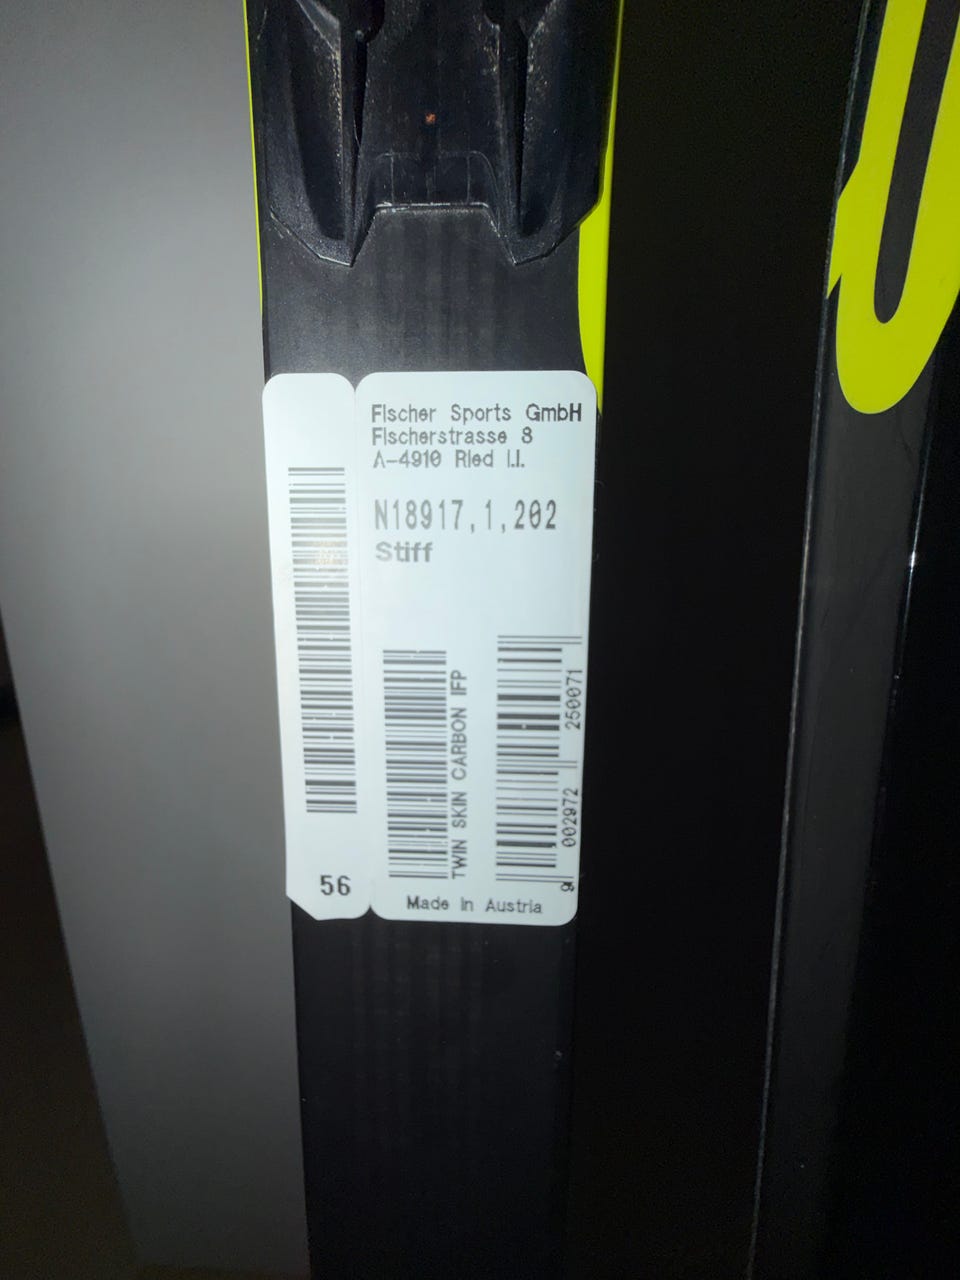 Fischer Sports GmbH
Fischerstrasse 8
A-4910 Ried I.I.
N18917,1,202
Stiff
TWIN SKIN CARBON IFP
9 002972 250071
56
Made in Austria